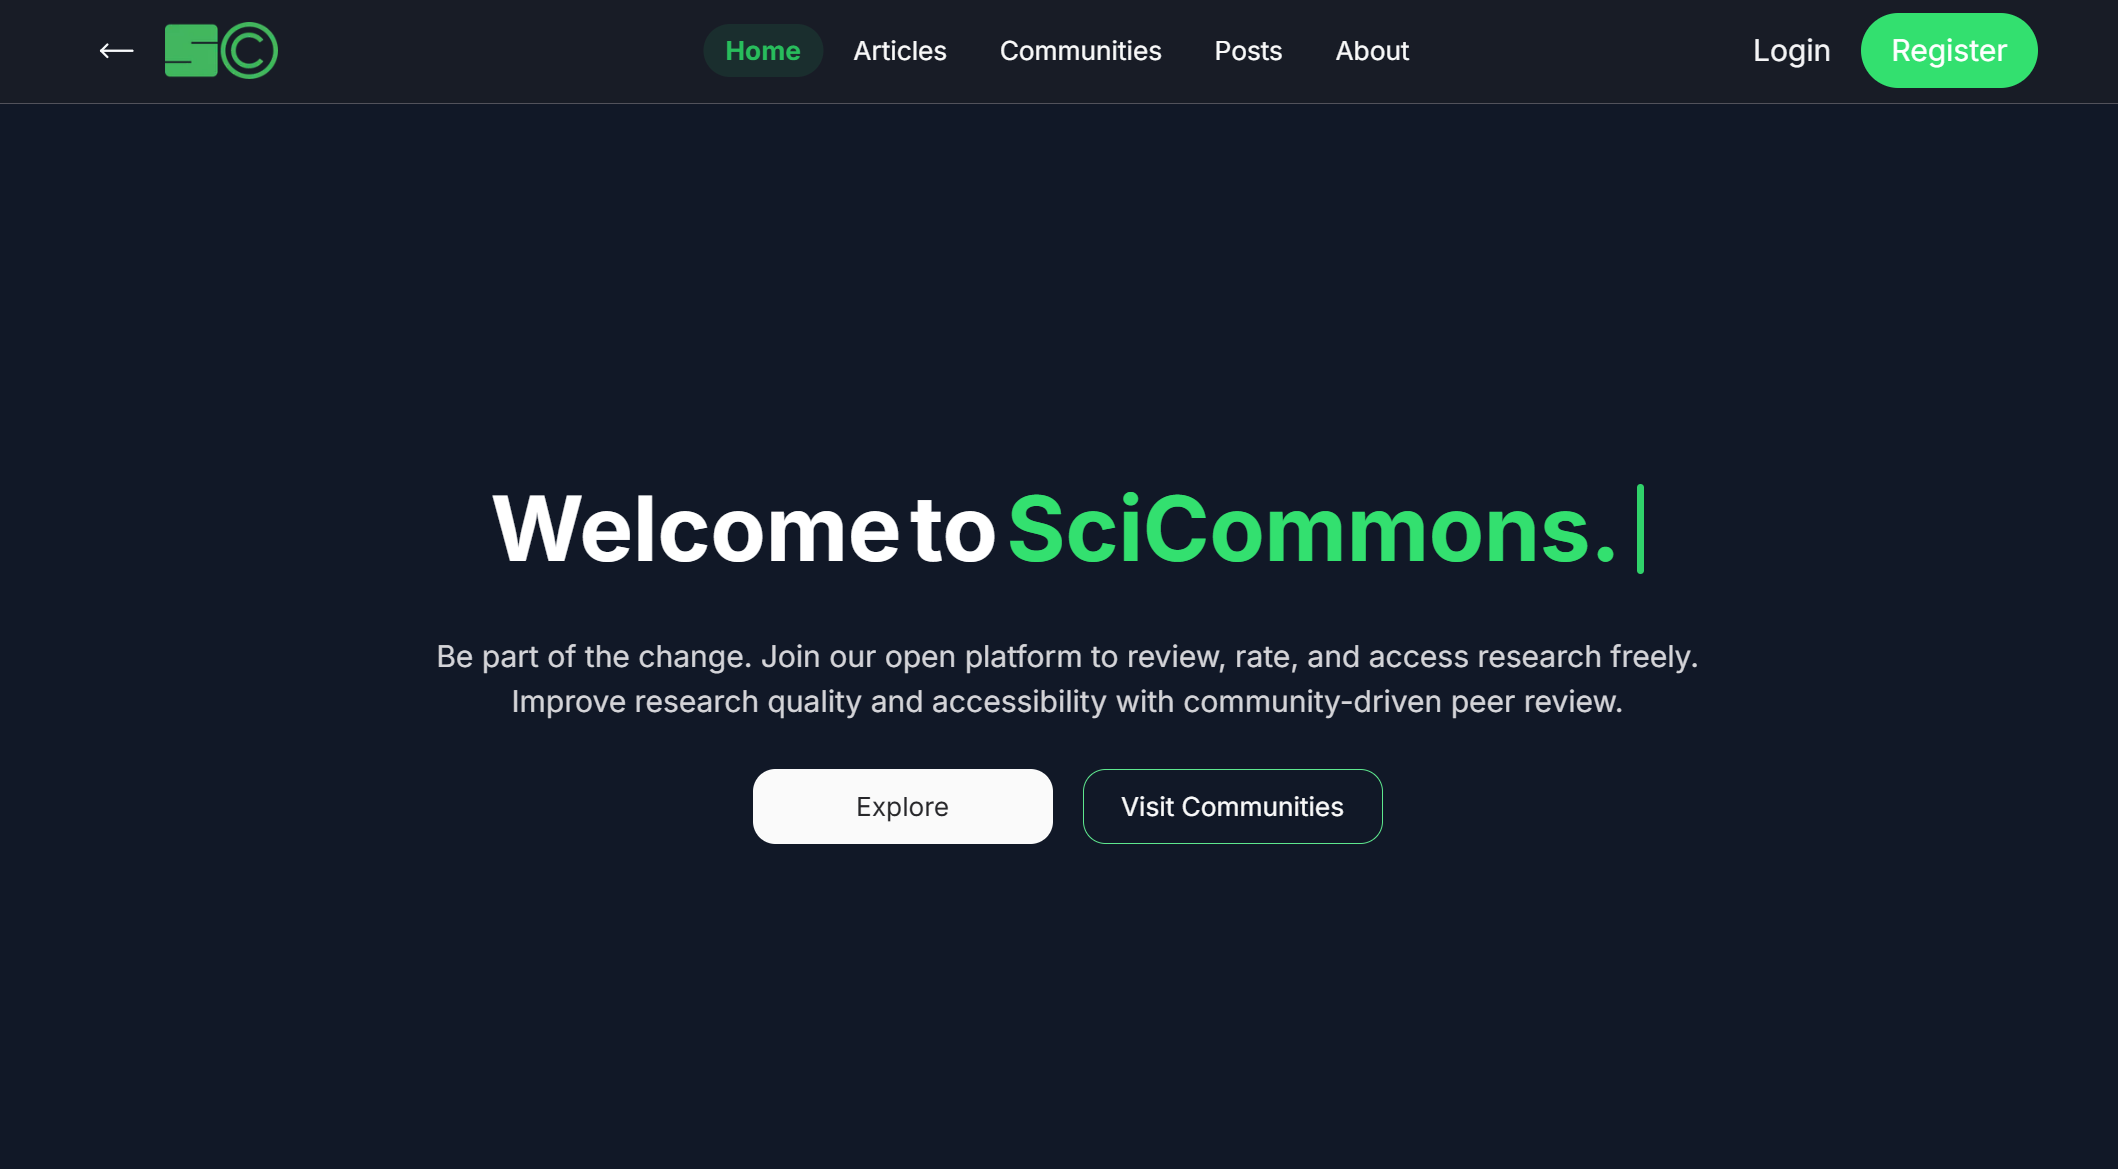 SC
Home
Articles
Communities
Posts
About
Login
Register
Welcome to SciCommons.
Be part of the change. Join our open platform to review, rate, and access research freely.
Improve research quality and accessibility with community-driven peer review.
Explore
Visit Communities